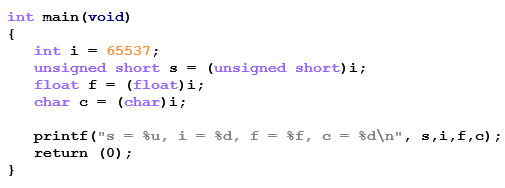 int main(void)
{
int i = 65537;
unsigned short s = (unsigned short)i;
float f = (float)i;
char c = (char)i;
printf("s = %u, i = %d, f = %f, c = %d\n", s,i,f,c);
return (0);
}